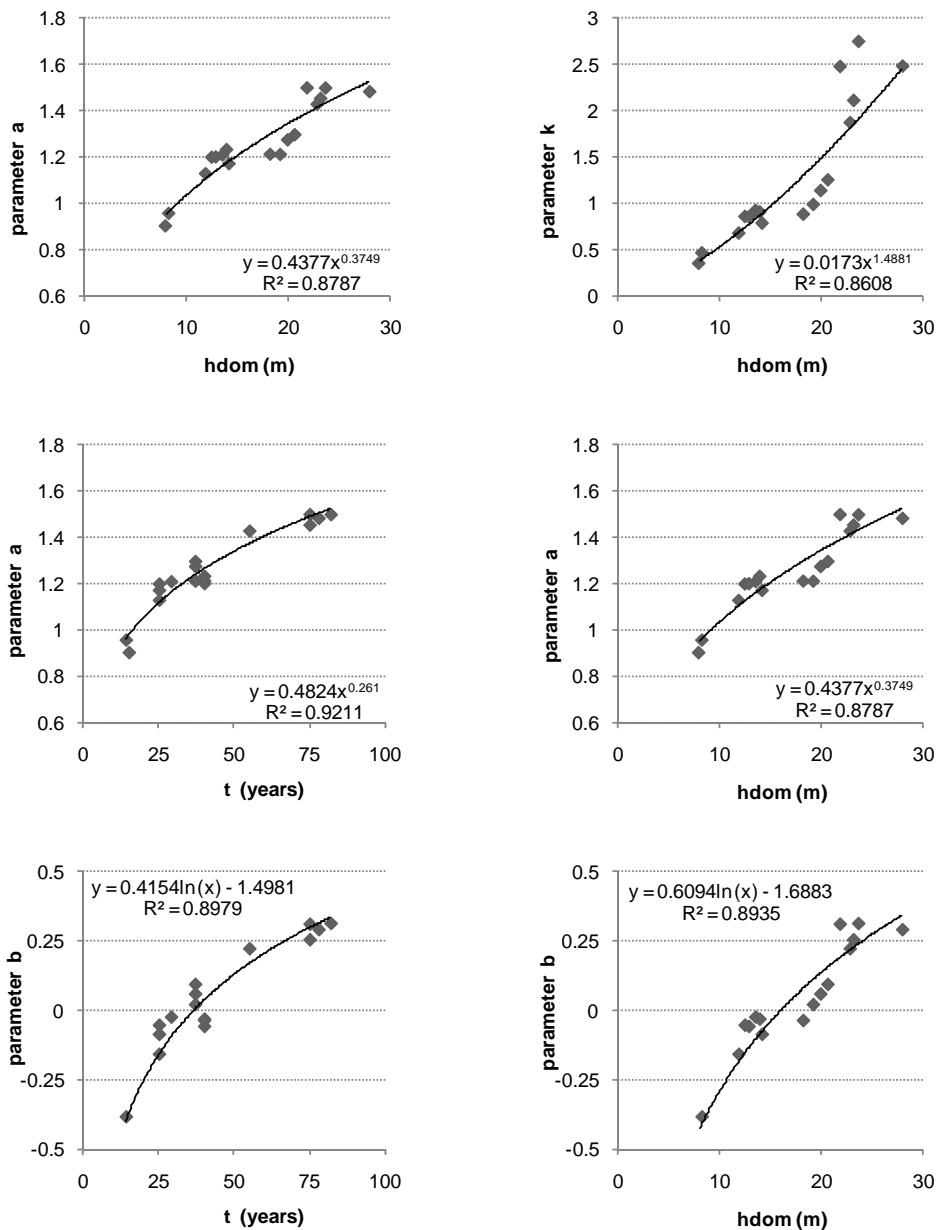 1.8
1.6
1.4
1.2
1
0.8
0.6
parameter a
y = 0.4377x^0.3749
R² = 0.8787
0 10 20 30
hdom (m)
3
2.5
2
1.5
1
0.5
0
parameter k
y = 0.0173x^1.4881
R² = 0.8608
0 10 20 30
hdom (m)
1.8
1.6
1.4
1.2
1
0.8
0.6
parameter a
y = 0.4824x^0.261
R² = 0.9211
0 25 50 75 100
t (years)
1.8
1.6
1.4
1.2
1
0.8
0.6
parameter a
y = 0.4377x^0.3749
R² = 0.8787
0 10 20 30
hdom (m)
0.5
0.25
0
-0.25
-0.5
parameter b
y = 0.4154ln(x) - 1.4981
R² = 0.8979
0 25 50 75 100
t (years)
0.5
0.25
0
-0.25
-0.5
parameter b
y = 0.6094ln(x) - 1.6883
R² = 0.8935
0 10 20 30
hdom (m)